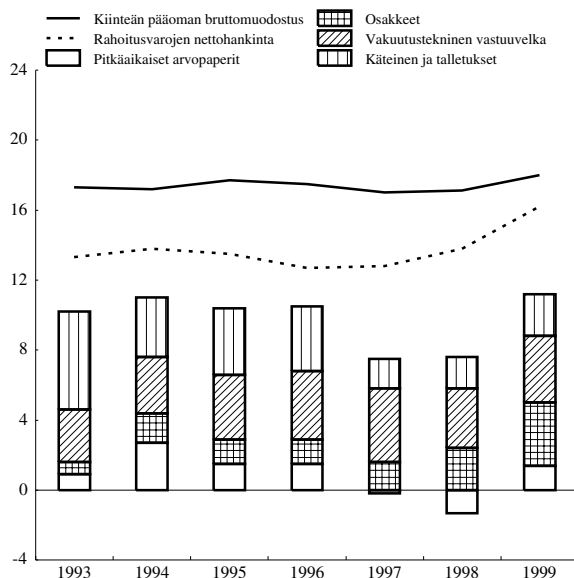 Kiinteän pääoman bruttomuodostus
Rahoitusvarojen nettohankinta
Pitkäaikaiset arvopaperit
Osakkeet
Vakuutustekninen vastuuvelka
Käteinen ja talletukset
24
20
16
12
8
4
0
-4
1993 1994 1995 1996 1997 1998 1999